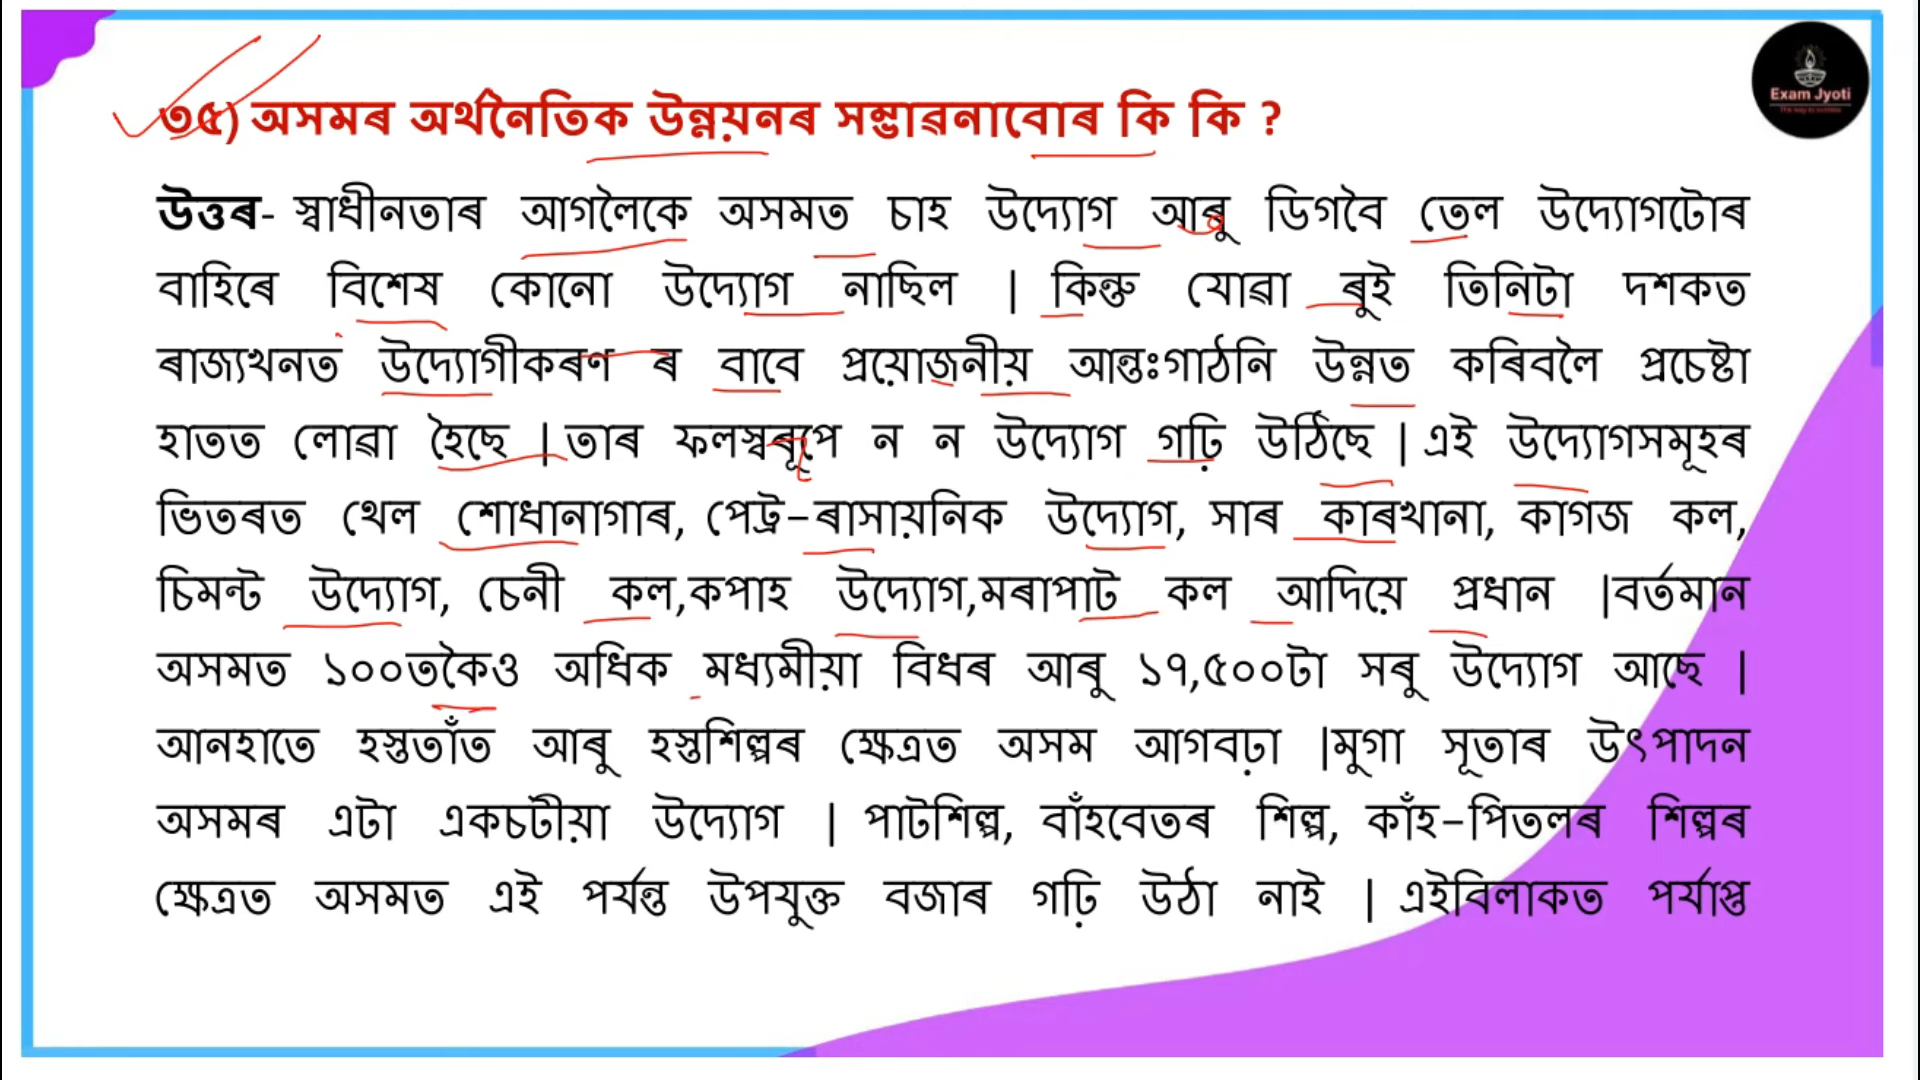 Exam Jyoti
৩৫) অসমৰ অৰ্থনৈতিক উন্নয়নৰ সম্ভাৱনাবোৰ কি কি ?
উত্তৰ- স্বাধীনতাৰ আগলৈকে অসমত চাহ উদ্যোগ আৰু ডিগবৈ তেল উদ্যোগটোৰ
বাহিৰে বিশেষ কোনো উদ্যোগ নাছিল | কিন্তু যোৱা ৰুই তিনিটা দশকত
ৰাজ্যখনত উদ্যোগীকৰণ ৰ বাবে প্ৰয়োজনীয় আন্তঃগাঠনি উন্নত কৰিবলৈ প্ৰচেষ্টা
হাতত লোৱা হৈছে | তাৰ ফলস্বৰূপে ন ন উদ্যোগ গঢ়ি উঠিছে | এই উদ্যোগসমূহৰ
ভিতৰত থেল শোধানাগাৰ, পেট্ৰ–ৰাসায়নিক উদ্যোগ, সাৰ কাৰখানা, কাগজ কল,
চিমন্ট উদ্যোগ, চেনী কল,কপাহ উদ্যোগ,মৰাপাট কল আদিয়ে প্ৰধান |বৰ্তমান
অসমত ১০০তকৈও অধিক মধ্যমীয়া বিধৰ আৰু ১৭,৫০০টা সৰু উদ্যোগ আছে |
আনহাতে হস্ততাঁত আৰু হস্তশিল্পৰ ক্ষেত্ৰত অসম আগবঢ়া |মুগা সূতাৰ উৎপাদন
অসমৰ এটা একচটীয়া উদ্যোগ | পাটশিল্প, বাঁহবেতৰ শিল্প, কাঁহ–পিতলৰ শিল্পৰ
ক্ষেত্ৰত অসমত এই পৰ্যন্ত উপযুক্ত বজাৰ গঢ়ি উঠা নাই | এইবিলাকত পৰ্যাপ্ত